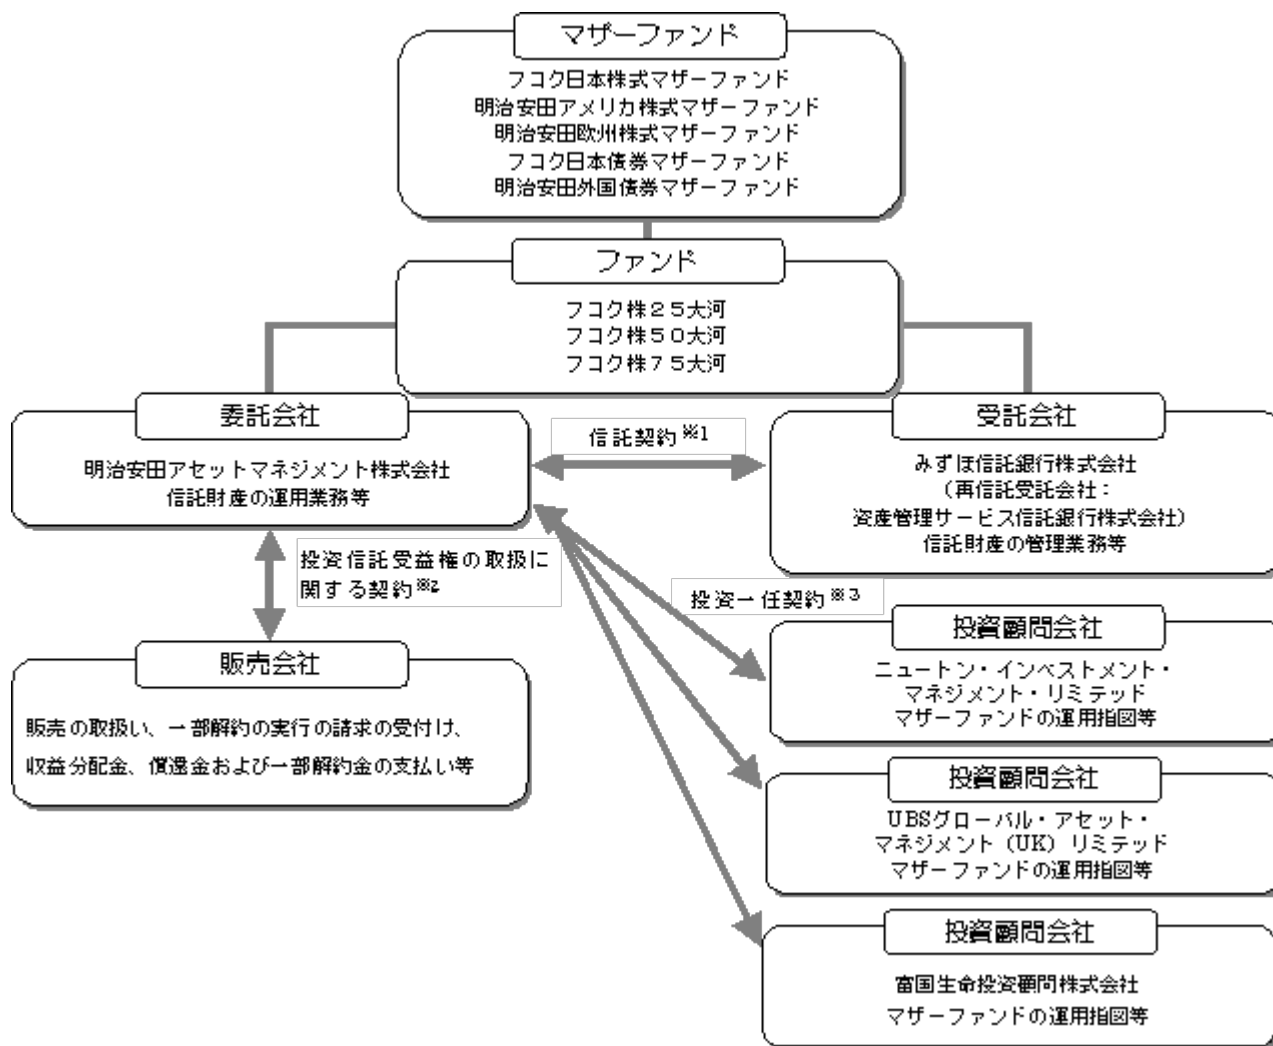 マザーファンド
フコク日本株式マザーファンド
明治安田アメリカ株式マザーファンド
明治安田欧州株式マザーファンド
フコク日本債券マザーファンド
明治安田外国債券マザーファンド
ファンド
フコク株２５大河
フコク株５０大河
フコク株７５大河
委託会社
明治安田アセットマネジメント株式会社
信託財産の運用業務等
信託契約※1
受託会社
みずほ信託銀行株式会社
（再信託受託会社：
資産管理サービス信託銀行株式会社）
信託財産の管理業務等
投資信託受益権の取扱に
関する契約※2
投資一任契約※3
販売会社
販売の取扱い、一部解約の実行の請求の受付け、
収益分配金、償還金および一部解約金の支払い等
投資顧問会社
ニュートン・インベストメント・
マネジメント・リミテッド
マザーファンドの運用指図等
投資顧問会社
UBSグローバル・アセット・
マネジメント（UK）リミテッド
マザーファンドの運用指図等
投資顧問会社
富国生命投資顧問株式会社
マザーファンドの運用指図等